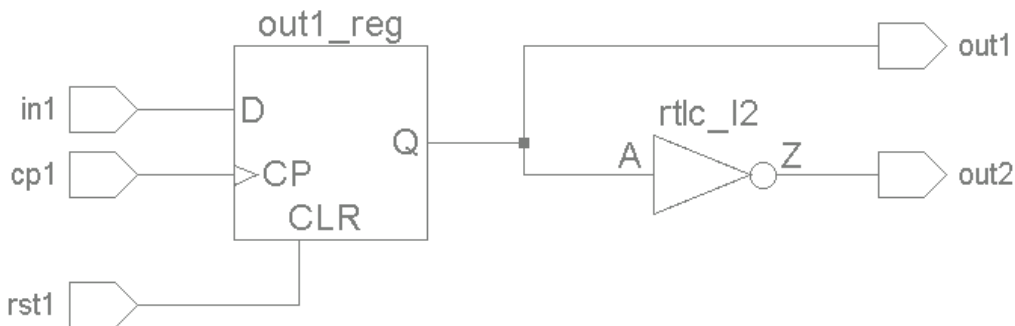 out1_reg
in1
D
cp1
CP
CLR
rst1
Q
out1
rtlc_I2
A
Z
out2